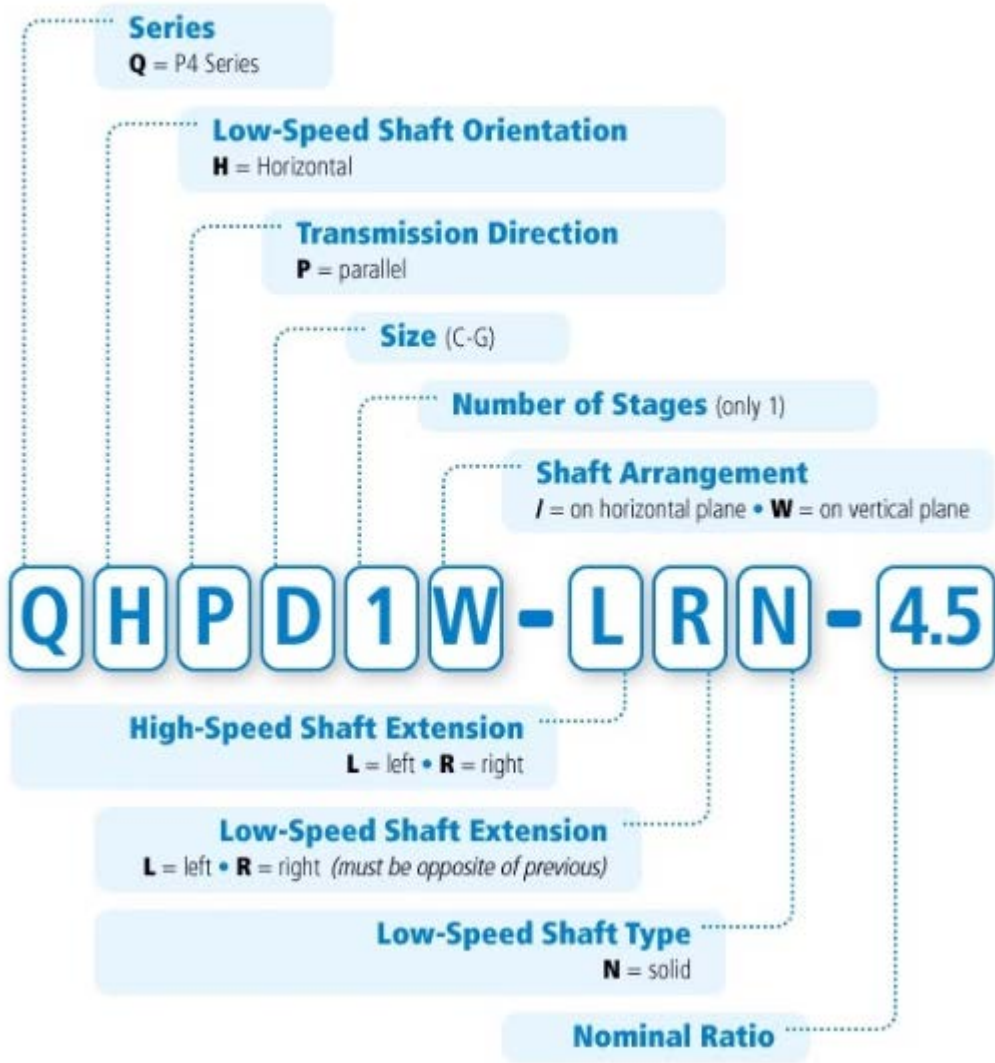 Series
Q = P4 Series
Low-Speed Shaft Orientation
H = Horizontal
Transmission Direction
P = parallel
Size (C-G)
Number of Stages (only 1)
Shaft Arrangement
I = on horizontal plane • W = on vertical plane
Q H P D 1 W - L R N - 4.5
High-Speed Shaft Extension
L = left • R = right
Low-Speed Shaft Extension
L = left • R = right (must be opposite of previous)
Low-Speed Shaft Type
N = solid
Nominal Ratio